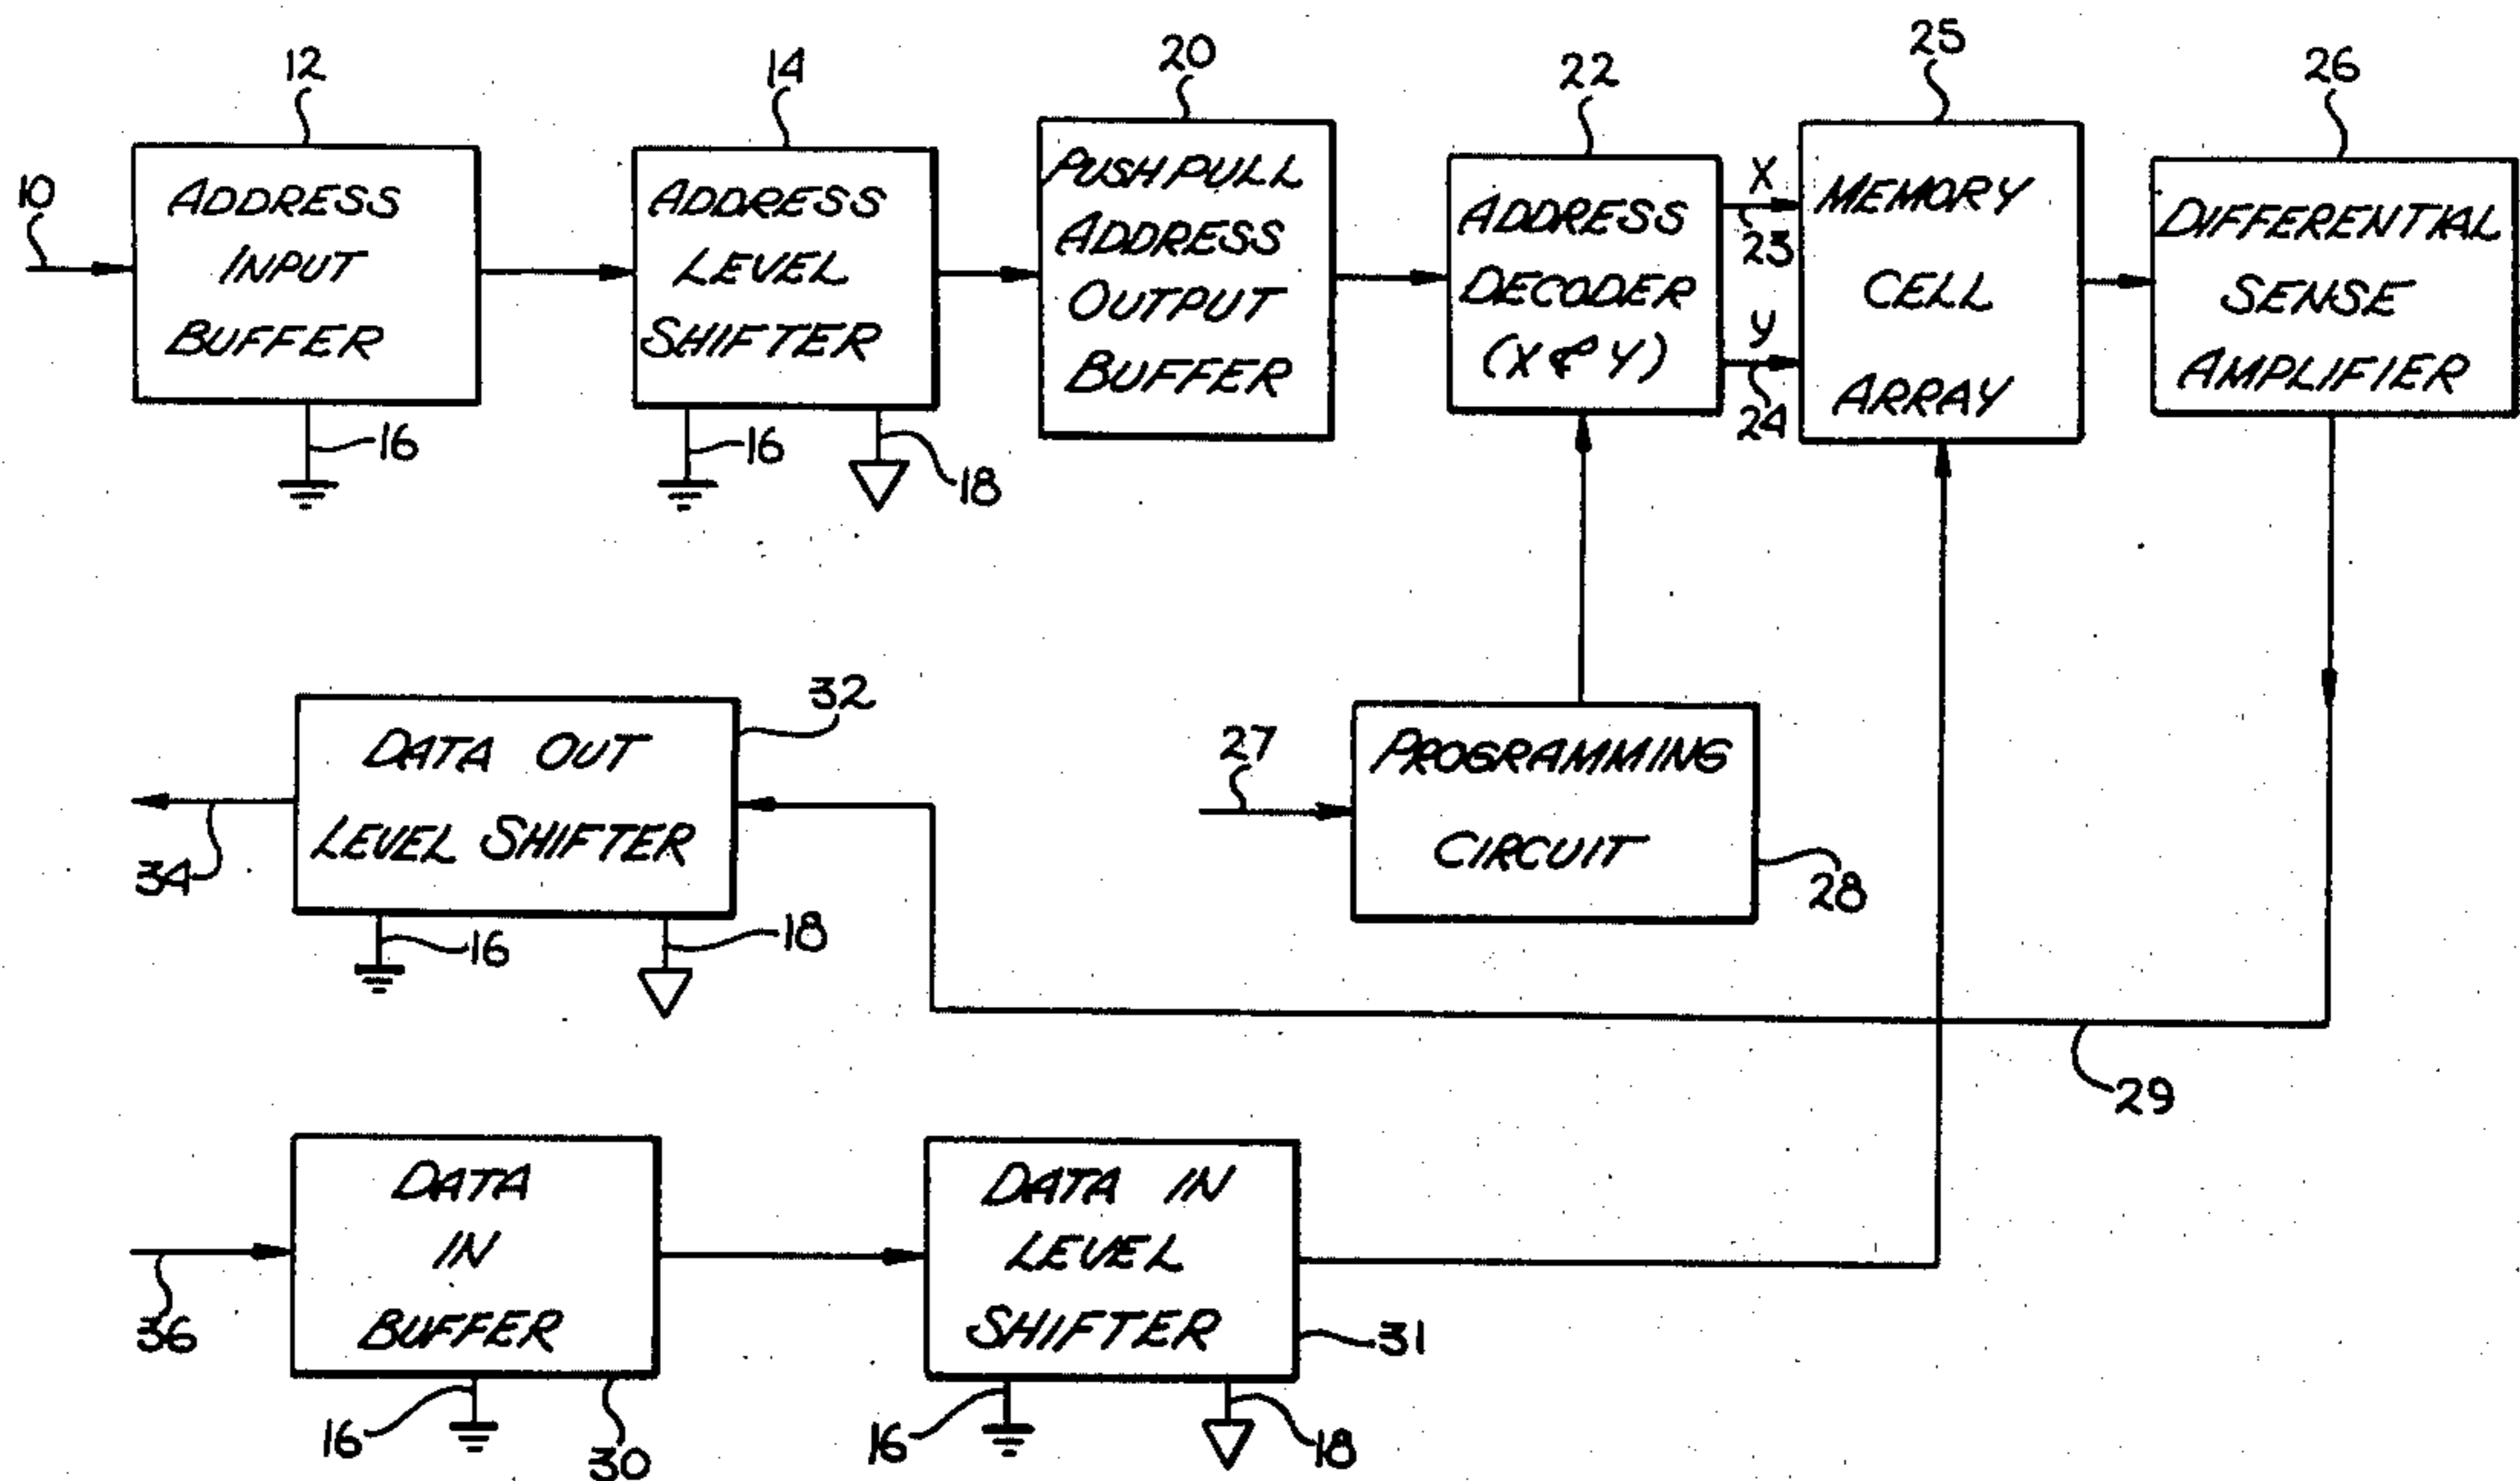 12
14
20
22
25
26
10
ADDRESS
INPUT
BUFFER
16
ADDRESS
LEVEL
SHIFTER
16
18
PUSH PULL
ADDRESS
OUTPUT
BUFFER
ADDRESS
DECODER
(X & Y)
X
23
Y
24
MEMORY
CELL
ARRAY
DIFFERENTIAL
SENSE
AMPLIFIER
32
DATA OUT
LEVEL SHIFTER
34
16
18
27
PROGRAMMING
CIRCUIT
28
29
DATA
IN
BUFFER
36
16
30
DATA IN
LEVEL
SHIFTER
31
16
18